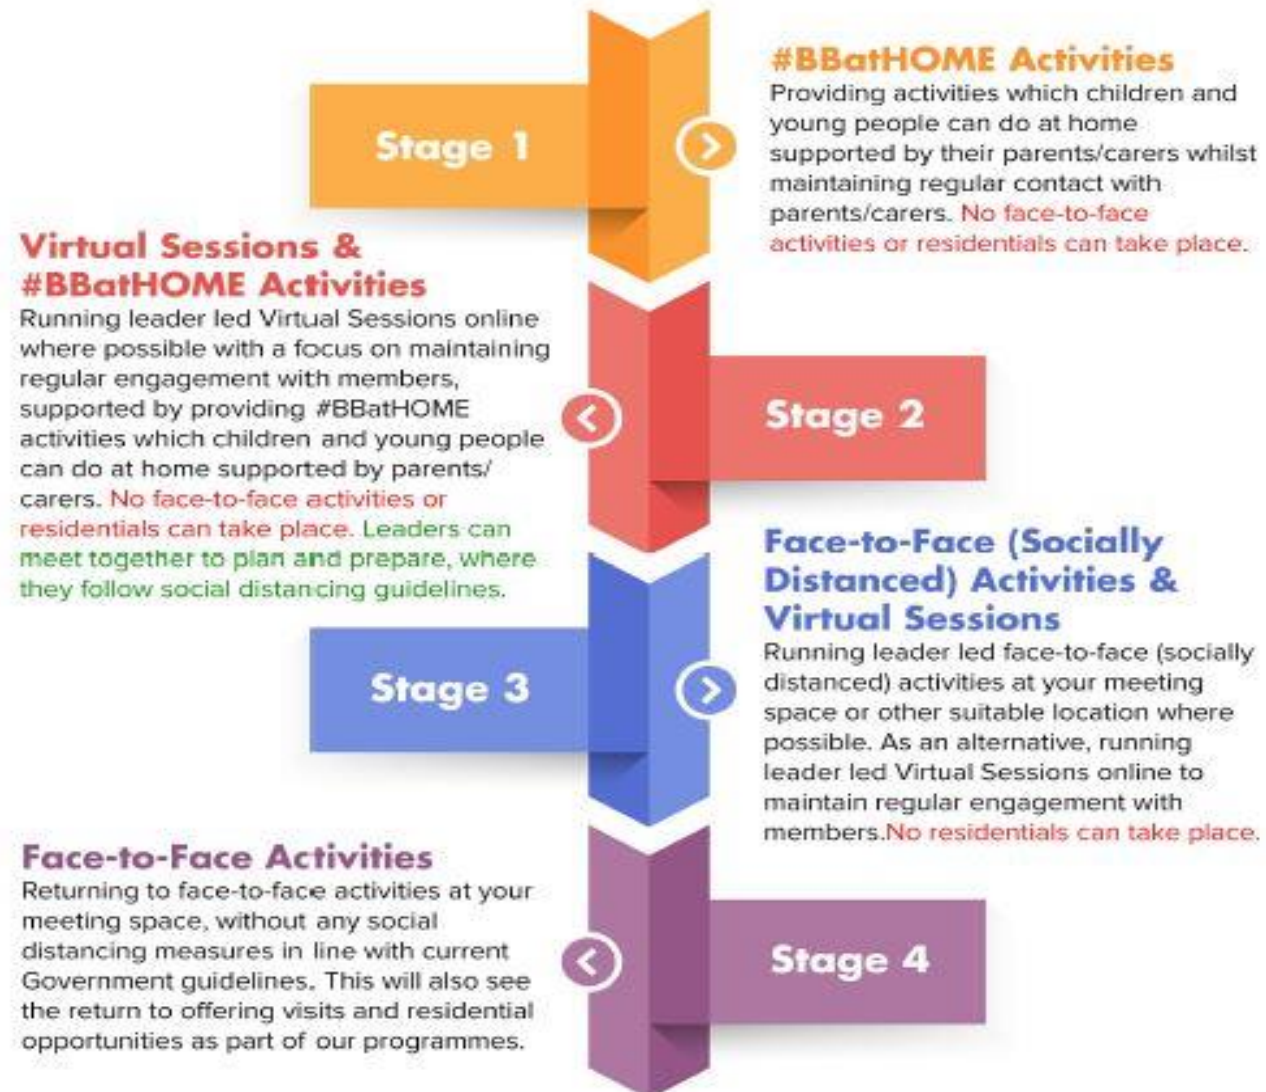 Stage 1
#BBatHOME Activities
Providing activities which children and
young people can do at home
supported by their parents/carers whilst
maintaining regular contact with
parents/carers. No face-to-face
activities or residentials can take place.
Stage 2
Virtual Sessions &
#BBatHOME Activities
Running leader led Virtual Sessions online
where possible with a focus on maintaining
regular engagement with members,
supported by providing #BBatHOME
activities which children and young people
can do at home supported by parents/
carers. No face-to-face activities or
residentials can take place. Leaders can
meet together to plan and prepare, where
they follow social distancing guidelines.
Stage 3
Face-to-Face (Socially
Distanced) Activities &
Virtual Sessions
Running leader led face-to-face (socially
distanced) activities at your meeting
space or other suitable location where
possible. As an alternative, running
leader led Virtual Sessions online to
maintain regular engagement with
members.No residentials can take place.
Stage 4
Face-to-Face Activities
Returning to face-to-face activities at your
meeting space, without any social
distancing measures in line with current
Government guidelines. This will also see
the return to offering visits and residential
opportunities as part of our programmes.